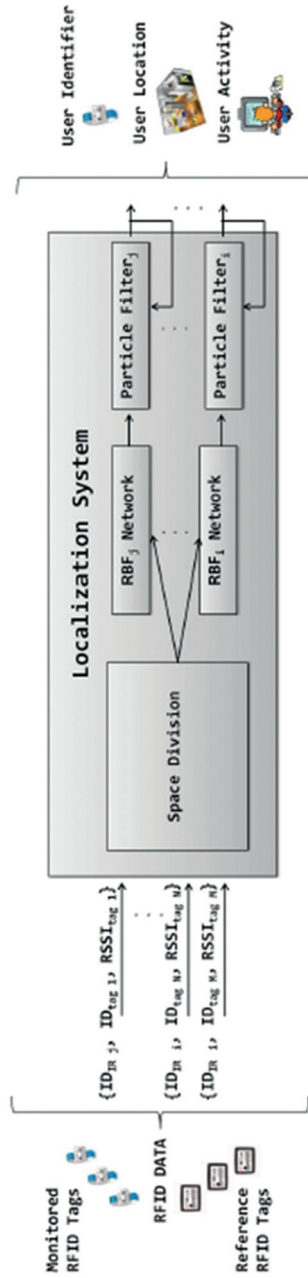 Monitored
RFID Tags
RFID DATA
Reference
RFID Tags
{ID_IR j, ID_tag 1, RSSI_tag 1}
. . .
{ID_IR i, ID_tag N, RSSI_tag N}
{ID_IR i, ID_tag M, RSSI_tag M}
Localization System
Space Division
RBF_j Network
. . .
RBF_i Network
Particle Filter_j
. . .
Particle Filter_i
. . .
User Identifier
User Location
User Activity